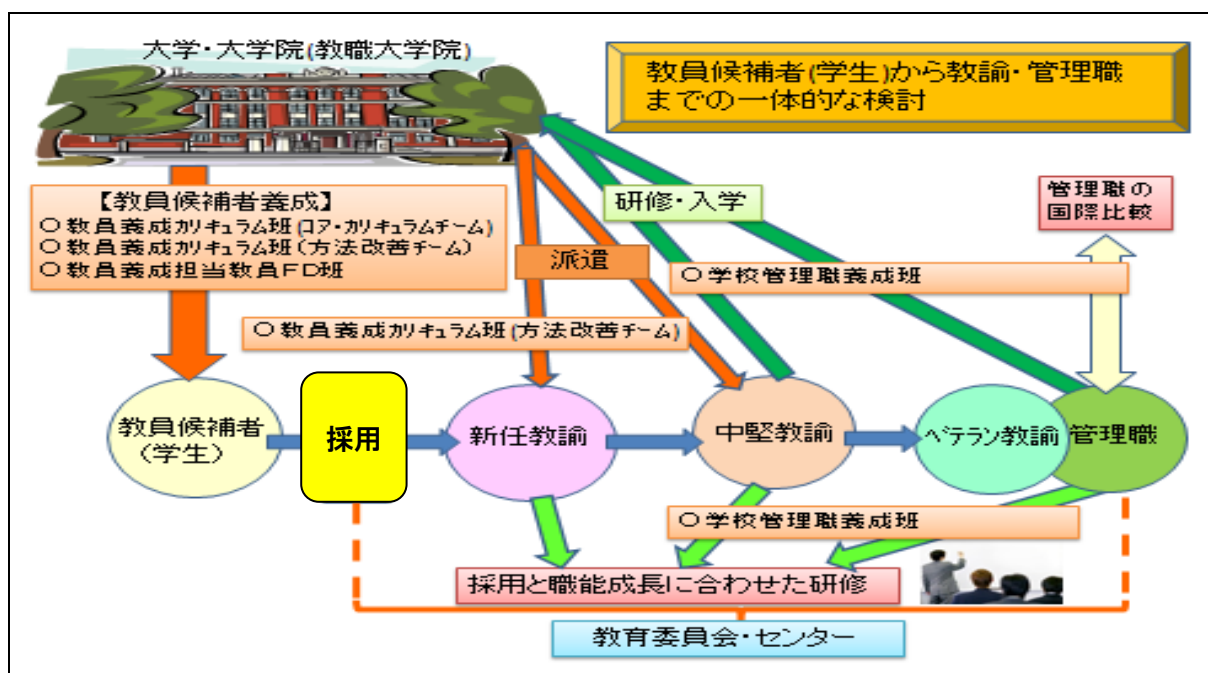 大学・大学院(教職大学院)
教員候補者(学生)から教諭・管理職
までの一体的な検討
【教員候補者養成】
○教員養成カリキュラム班(コア・カリキュラムチーム)
○教員養成カリキュラム班(方法改善チーム)
○教員養成担当教員FD班
研修・入学
管理職の
国際比較
派遣
○学校管理職養成班
○教員養成カリキュラム班(方法改善チーム)
教員候補者
(学生)
採用
新任教諭
中堅教諭
ベテラン教諭
管理職
○学校管理職養成班
採用と職能成長に合わせた研修
教育委員会・センター